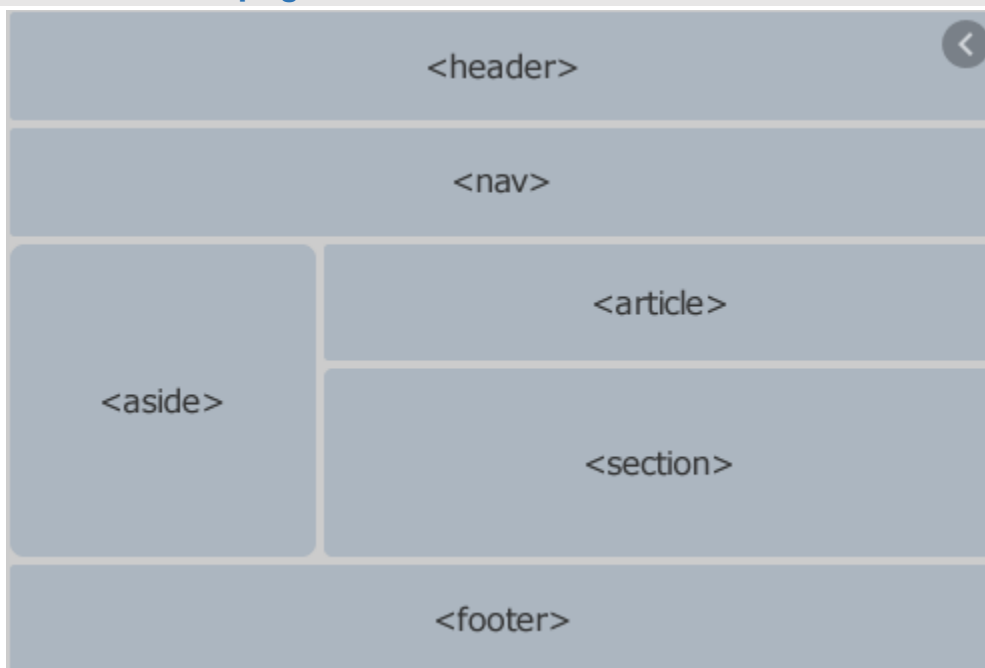 <header>
<nav>
<article>
<aside>
<section>
<footer>